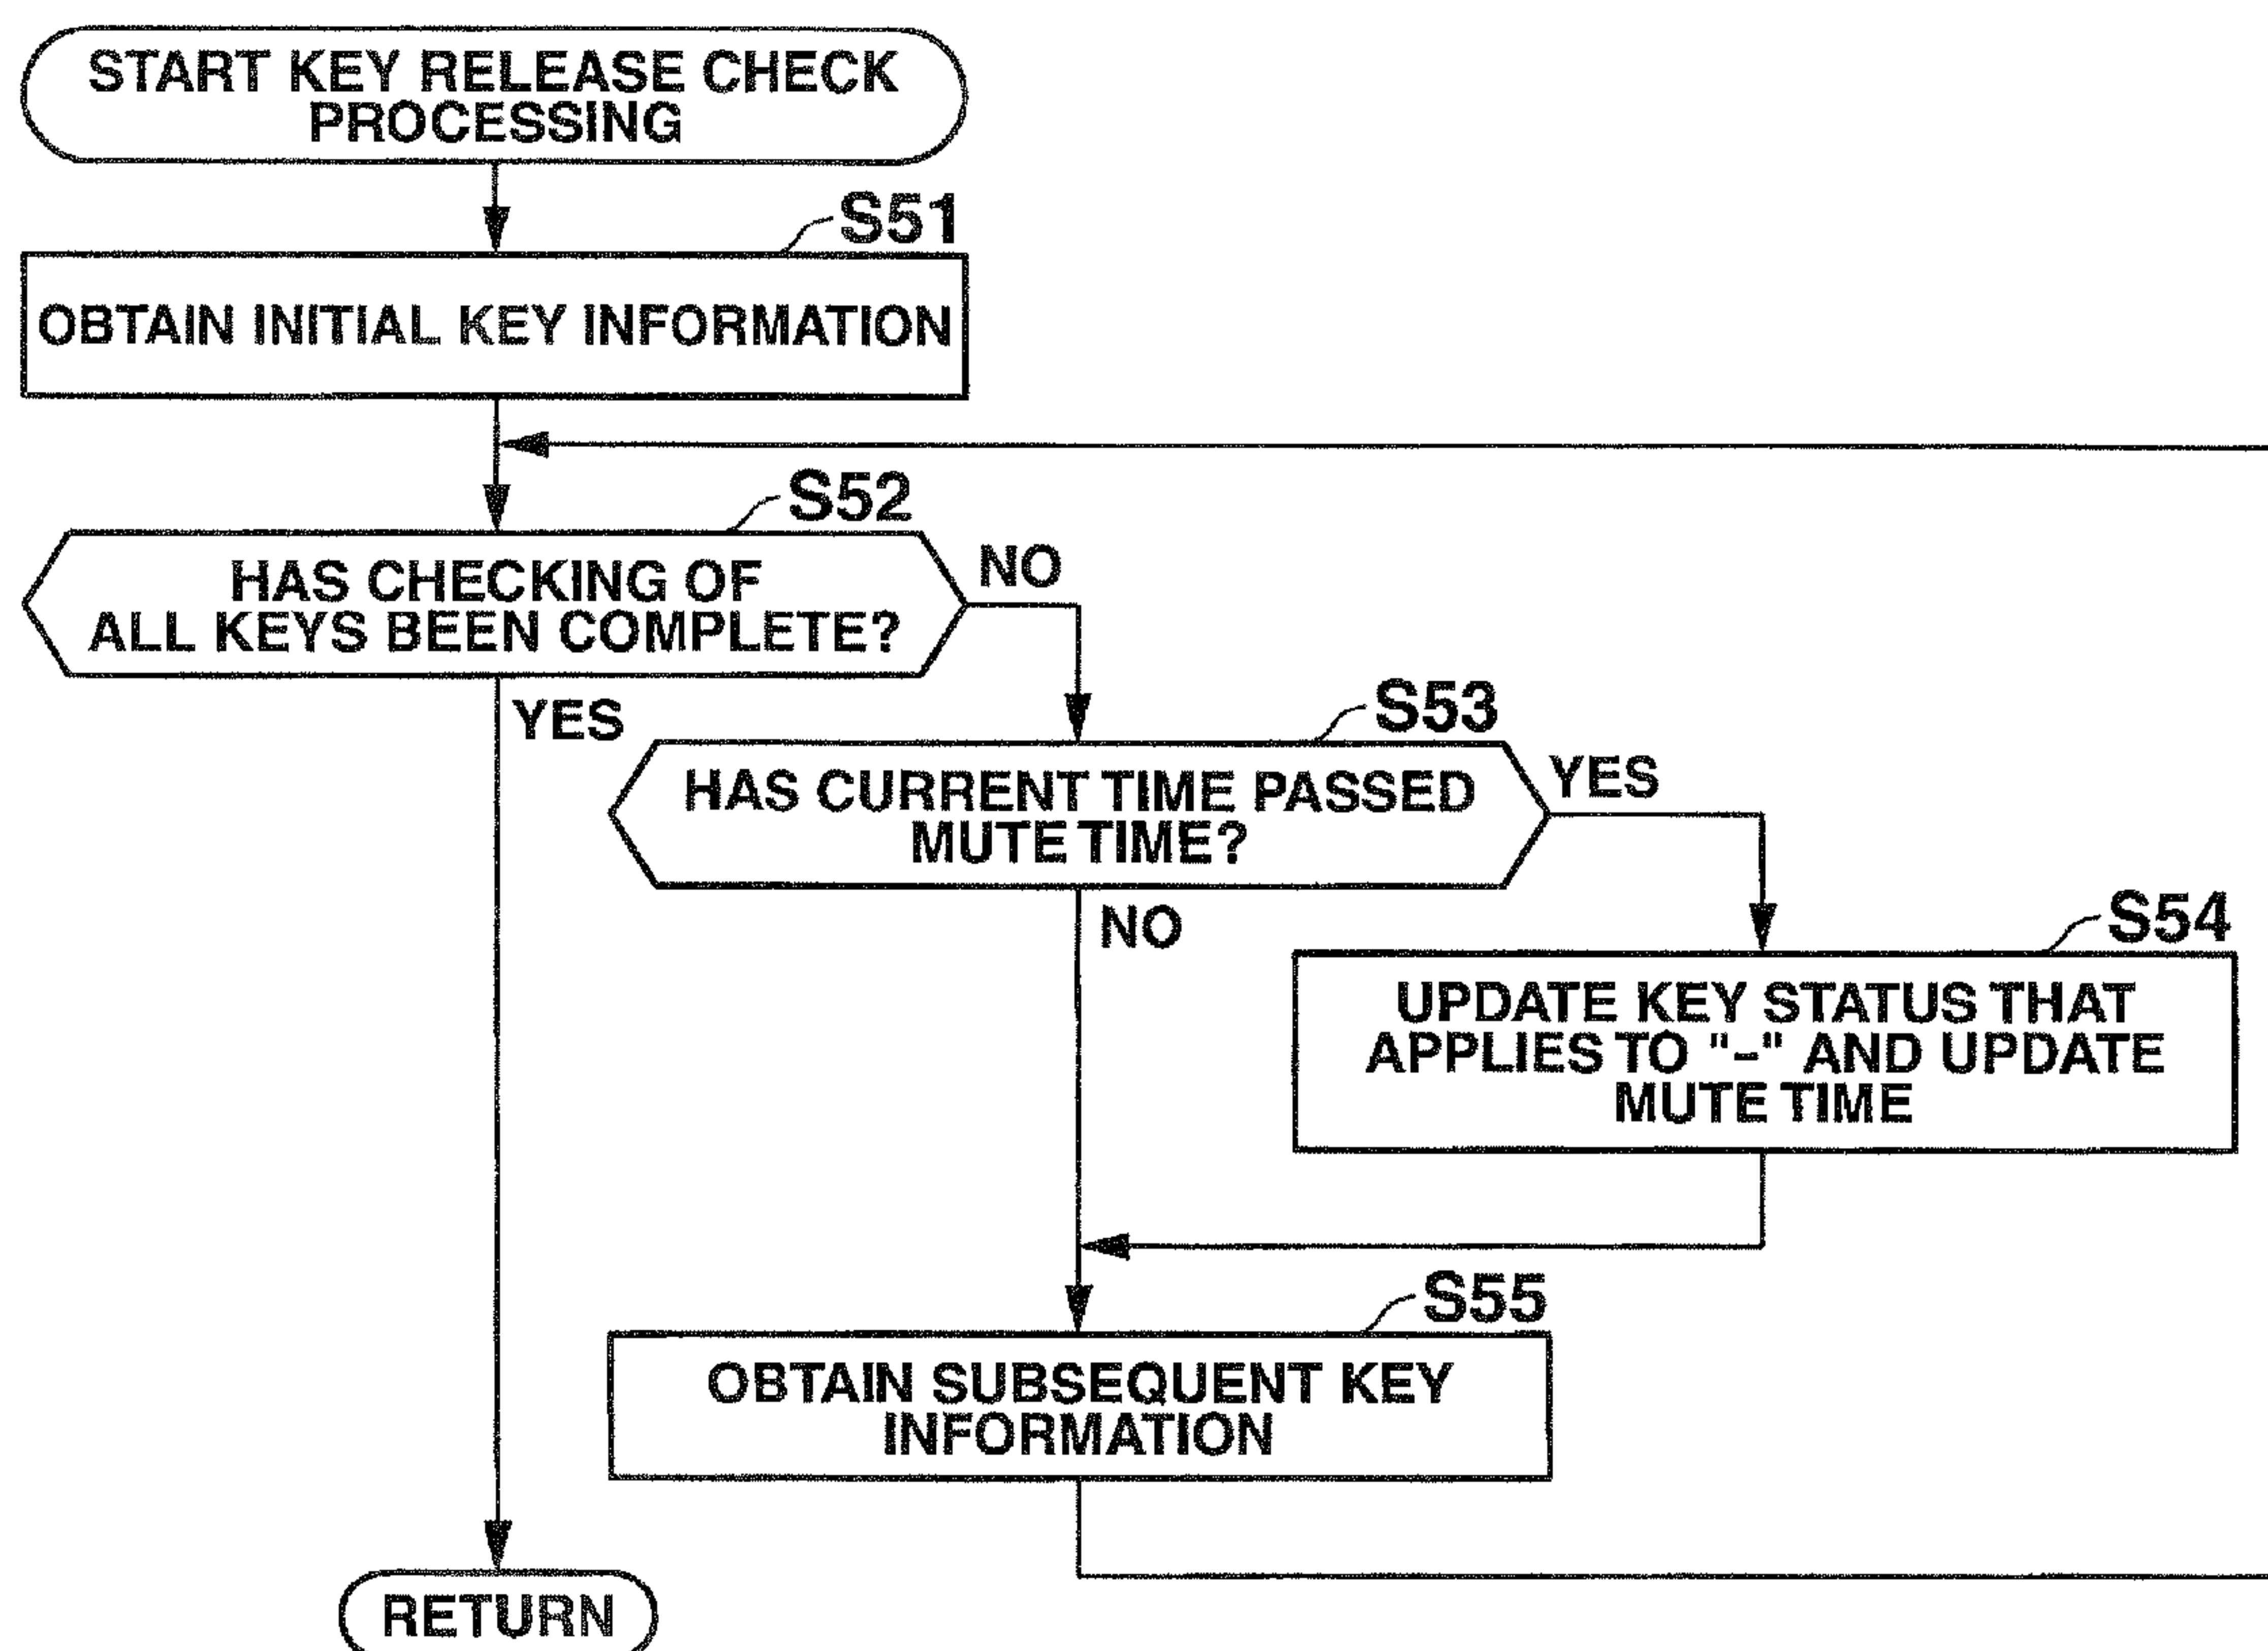 START KEY RELEASE CHECK
PROCESSING
S51
OBTAIN INITIAL KEY INFORMATION
S52
HAS CHECKING OF
ALL KEYS BEEN COMPLETE?
NO
YES
S53
HAS CURRENT TIME PASSED
MUTE TIME?
YES
NO
S54
UPDATE KEY STATUS THAT
APPLIES TO "-" AND UPDATE
MUTE TIME
S55
OBTAIN SUBSEQUENT KEY
INFORMATION
RETURN